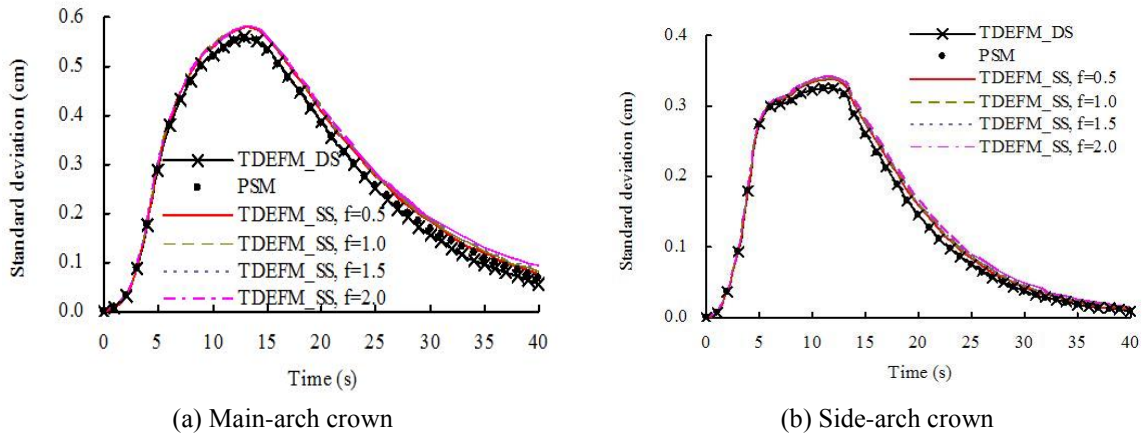 0.6
0.5
0.4
0.3
0.2
0.1
0.0
Standard deviation (cm)
TDEFM_DS
PSM
TDEFM_SS, f=0.5
TDEFM_SS, f=1.0
TDEFM_SS, f=1.5
TDEFM_SS, f=2.0
0 5 10 15 20 25 30 35 40
Time (s)
(a) Main-arch crown
0.4
0.3
0.2
0.1
0.0
Standard deviation (cm)
TDEFM_DS
PSM
TDEFM_SS, f=0.5
TDEFM_SS, f=1.0
TDEFM_SS, f=1.5
TDEFM_SS, f=2.0
0 5 10 15 20 25 30 35 40
Time (s)
(b) Side-arch crown